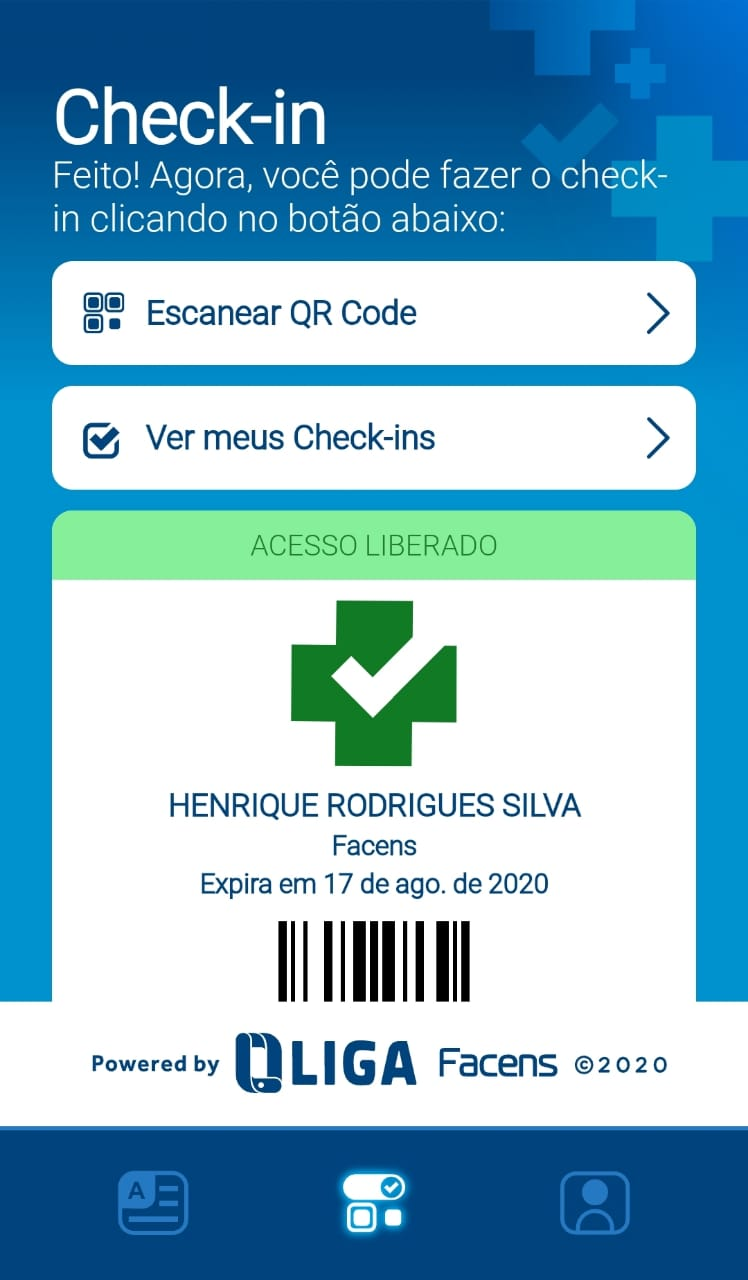 Check-in
Feito! Agora, você pode fazer o check-
in clicando no botão abaixo:
Escanear QR Code
Ver meus Check-ins
ACESSO LIBERADO
HENRIQUE RODRIGUES SILVA
Facens
Expira em 17 de ago. de 2020
Powered by LIGA Facens ©2020
A